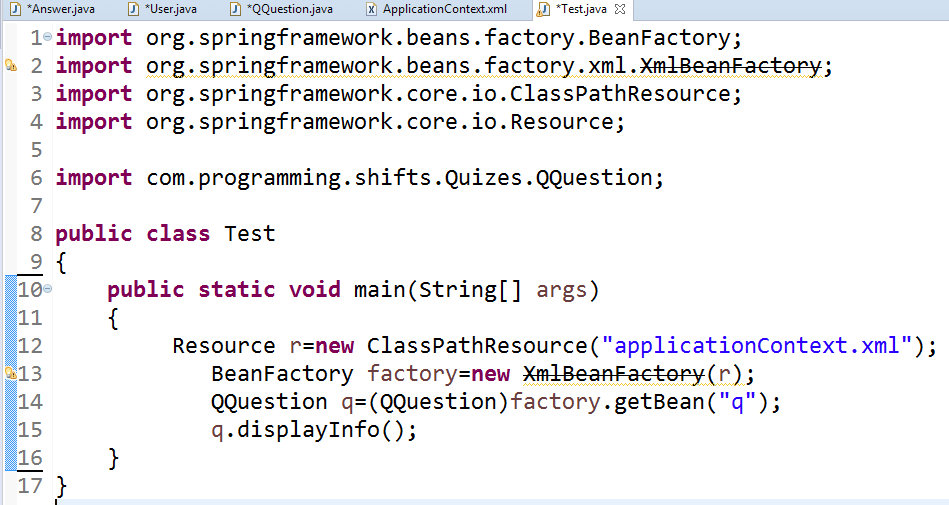 *Answer.java *User.java *QQuestion.java ApplicationContext.xml *Test.java
1 import org.springframework.beans.factory.BeanFactory;
2 import org.springframework.beans.factory.xml.XmlBeanFactory;
3 import org.springframework.core.io.ClassPathResource;
4 import org.springframework.core.io.Resource;
5
6 import com.programming.shifts.Quizes.QQuestion;
7
8 public class Test
9 {
10 public static void main(String[] args)
11 {
12 Resource r=new ClassPathResource("applicationContext.xml");
13 BeanFactory factory=new XmlBeanFactory(r);
14 QQuestion q=(QQuestion)factory.getBean("q");
15 q.displayInfo();
16 }
17 }